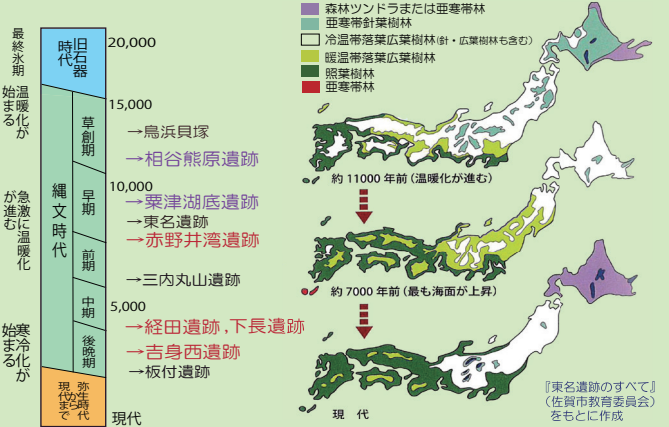 最終氷期
温暖化が
始まる
急激に温暖化
が進む
寒冷化が
始まる
旧石器
時代
縄文時代
草創期
早期
前期
中期
後晩期
弥生時代
から
現代まで
20,000
15,000
→鳥浜貝塚
→相谷熊原遺跡
10,000
→粟津湖底遺跡
→東名遺跡
→赤野井湾遺跡
→三内丸山遺跡
5,000
→経田遺跡,下長遺跡
→吉身西遺跡
→板付遺跡
現代
森林ツンドラまたは亜寒帯林
亜寒帯針葉樹林
冷温帯落葉広葉樹林(針・広葉樹林も含む)
暖温帯落葉広葉樹林
照葉樹林
亜寒帯林
約11000年前(温暖化が進む)
約7000年前(最も海面が上昇)
現代
『東名遺跡のすべて』
(佐賀市教育委員会)
をもとに作成